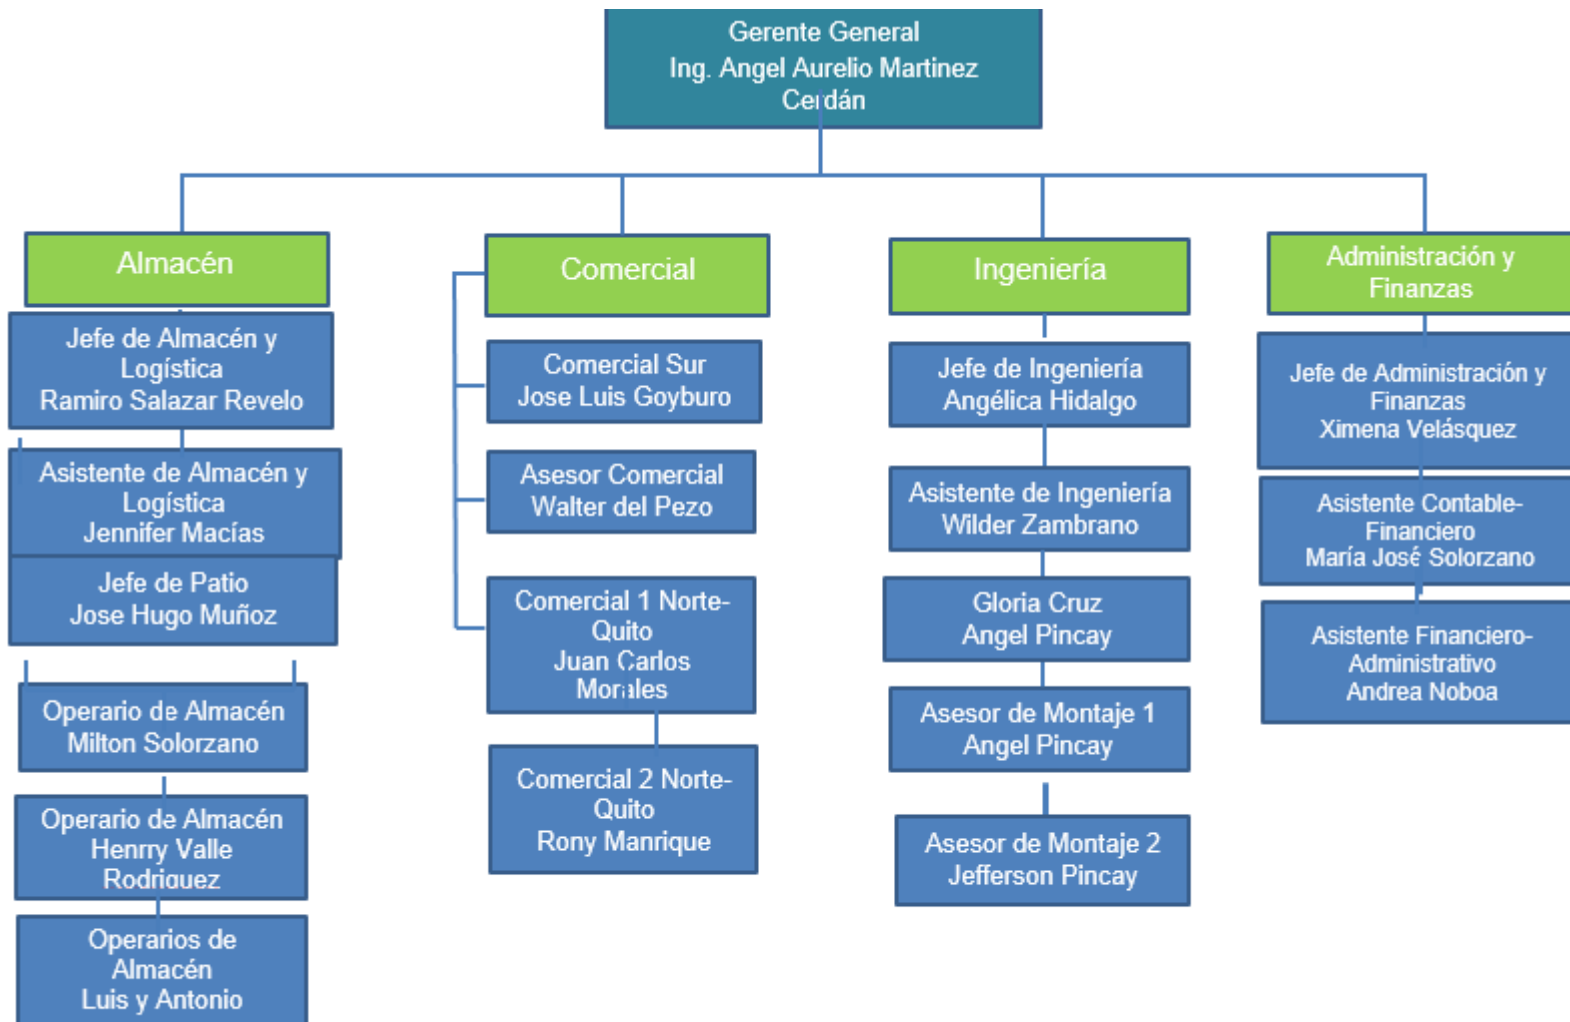 Gerente General
Ing. Angel Aurelio Martinez
Cerdán
Almacén
Jefe de Almacén y
Logística
Ramiro Salazar Revelo
Asistente de Almacén y
Logística
Jennifer Macías
Jefe de Patio
Jose Hugo Muñoz
Operario de Almacén
Milton Solorzano
Operario de Almacén
Henrry Valle
Rodriguez
Operarios de
Almacén
Luis y Antonio
Comercial
Comercial Sur
Jose Luis Goyburo
Asesor Comercial
Walter del Pezo
Comercial 1 Norte-
Quito
Juan Carlos
Morales
Comercial 2 Norte-
Quito
Rony Manrique
Ingeniería
Jefe de Ingeniería
Angélica Hidalgo
Asistente de Ingeniería
Wilder Zambrano
Gloria Cruz
Angel Pincay
Asesor de Montaje 1
Angel Pincay
Asesor de Montaje 2
Jefferson Pincay
Administración y
Finanzas
Jefe de Administración y
Finanzas
Ximena Velásquez
Asistente Contable-
Financiero
María José Solorzano
Asistente Financiero-
Administrativo
Andrea Noboa